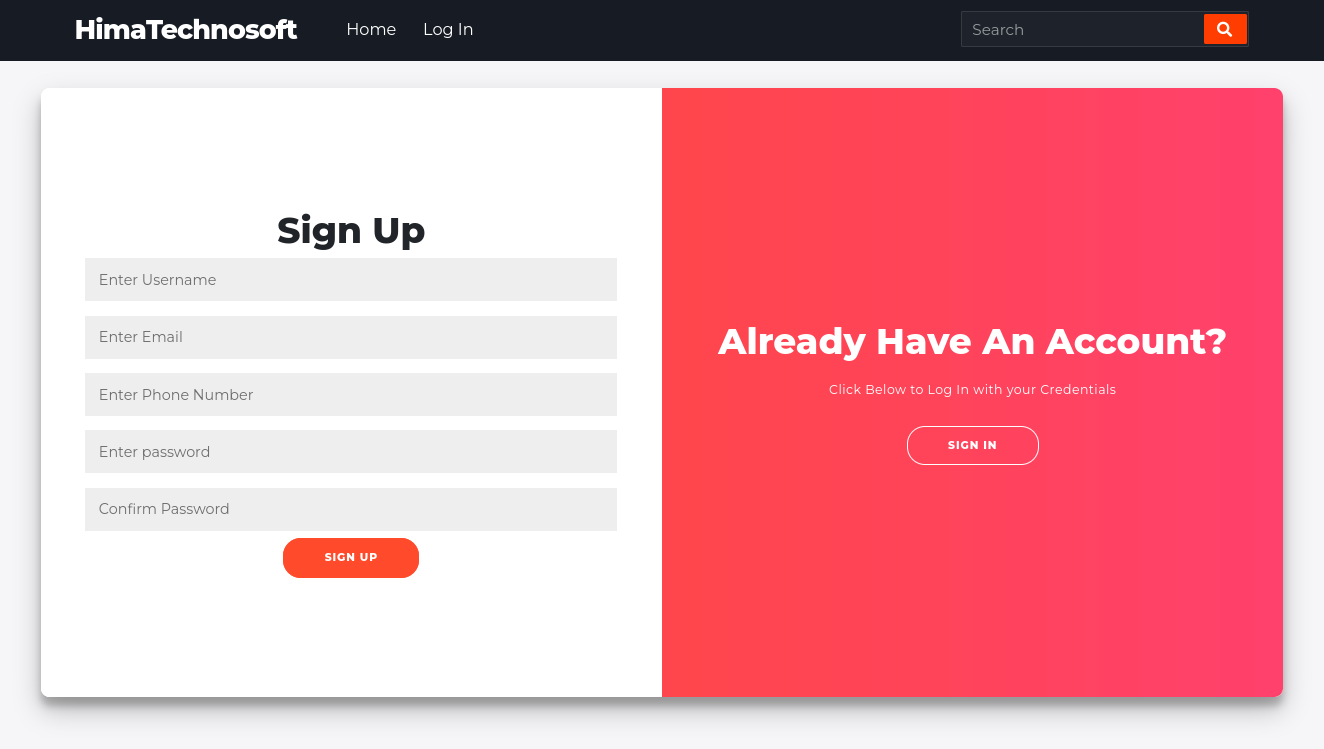 HimaTechnosoft Home Log In Search
Sign Up
Enter Username
Enter Email
Enter Phone Number
Enter password
Confirm Password
SIGN UP
Already Have An Account?
Click Below to Log In with your Credentials
SIGN IN